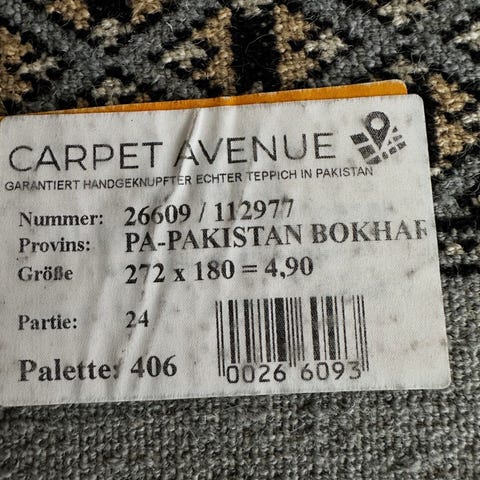 CARPET AVENUE
GARANTIERT HANDGEKNUPFTER ECHTER TEPPICH IN PAKISTAN
Nummer: 26609 / 112977
Provins: PA-PAKISTAN BOKHAR
Größe 272 x 180 = 4,90
Partie: 24
Palette: 406
0026 6093